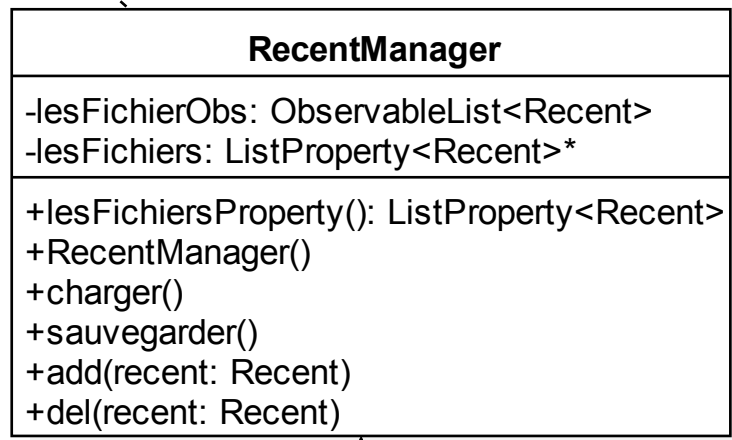 RecentManager
-lesFichierObs: ObservableList<Recent>
-lesFichiers: ListProperty<Recent>*
+lesFichiersProperty(): ListProperty<Recent>
+RecentManager()
+charger()
+sauvegarder()
+add(recent: Recent)
+del(recent: Recent)